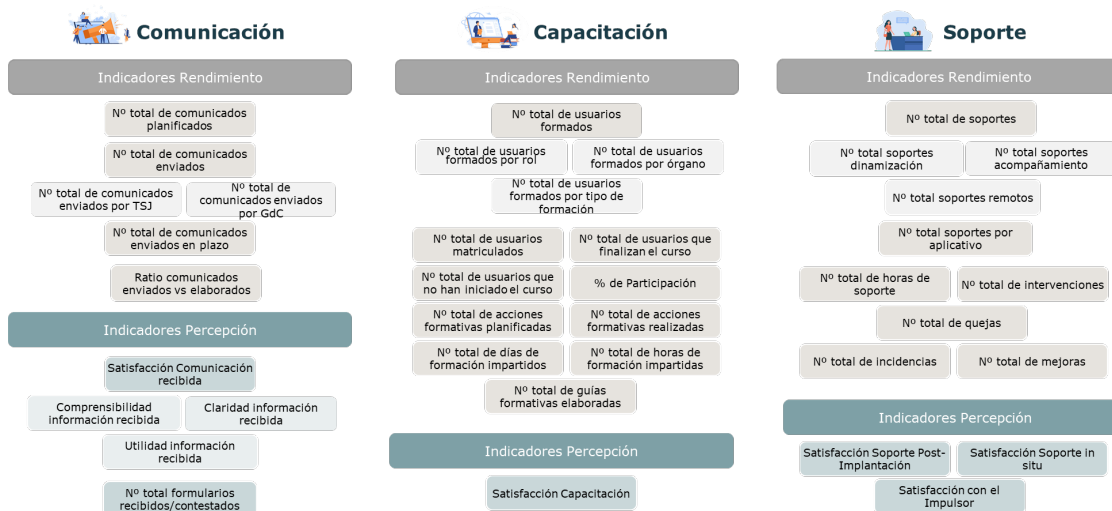 Comunicación
Indicadores Rendimiento
Nº total de comunicados
planificados
Nº total de comunicados
enviados
Nº total de comunicados
enviados por TSJ
Nº total de
comunicados enviados
por GdC
Nº total de comunicados
enviados en plazo
Ratio comunicados
enviados vs elaborados
Indicadores Percepción
Satisfacción Comunicación
recibida
Comprensibilidad
información recibida
Claridad información
recibida
Utilidad información
recibida
Nº total formularios
recibidos/contestados
Capacitación
Indicadores Rendimiento
Nº total de usuarios
formados
Nº total de usuarios
formados por rol
Nº total de usuarios
formados por órgano
Nº total de usuarios
formados por tipo de
formación
Nº total de usuarios
matriculados
Nº total de usuarios que
finalizan el curso
Nº total de usuarios que
no han iniciado el curso
% de Participación
Nº total de acciones
formativas planificadas
Nº total de acciones
formativas realizadas
Nº total de días de
formación impartidos
Nº total de horas de
formación impartidas
Nº total de guías
formativas elaboradas
Indicadores Percepción
Satisfacción Capacitación
Soporte
Indicadores Rendimiento
Nº total de soportes
Nº total soportes
dinamización
Nº total soportes
acompañamiento
Nº total soportes remotos
Nº total soportes por
aplicativo
Nº total de horas de
soporte
Nº total de intervenciones
Nº total de quejas
Nº total de incidencias
Nº total de mejoras
Indicadores Percepción
Satisfacción Soporte Post-
Implantación
Satisfacción Soporte in
situ
Satisfacción con el
Impulsor